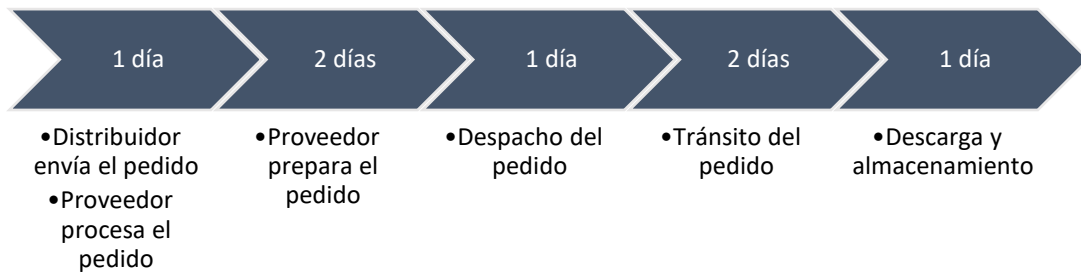 1 día
•Distribuidor
envía el pedido
•Proveedor
procesa el
pedido
2 días
•Proveedor
prepara el
pedido
1 día
•Despacho del
pedido
2 días
•Tránsito del
pedido
1 día
•Descarga y
almacenamiento